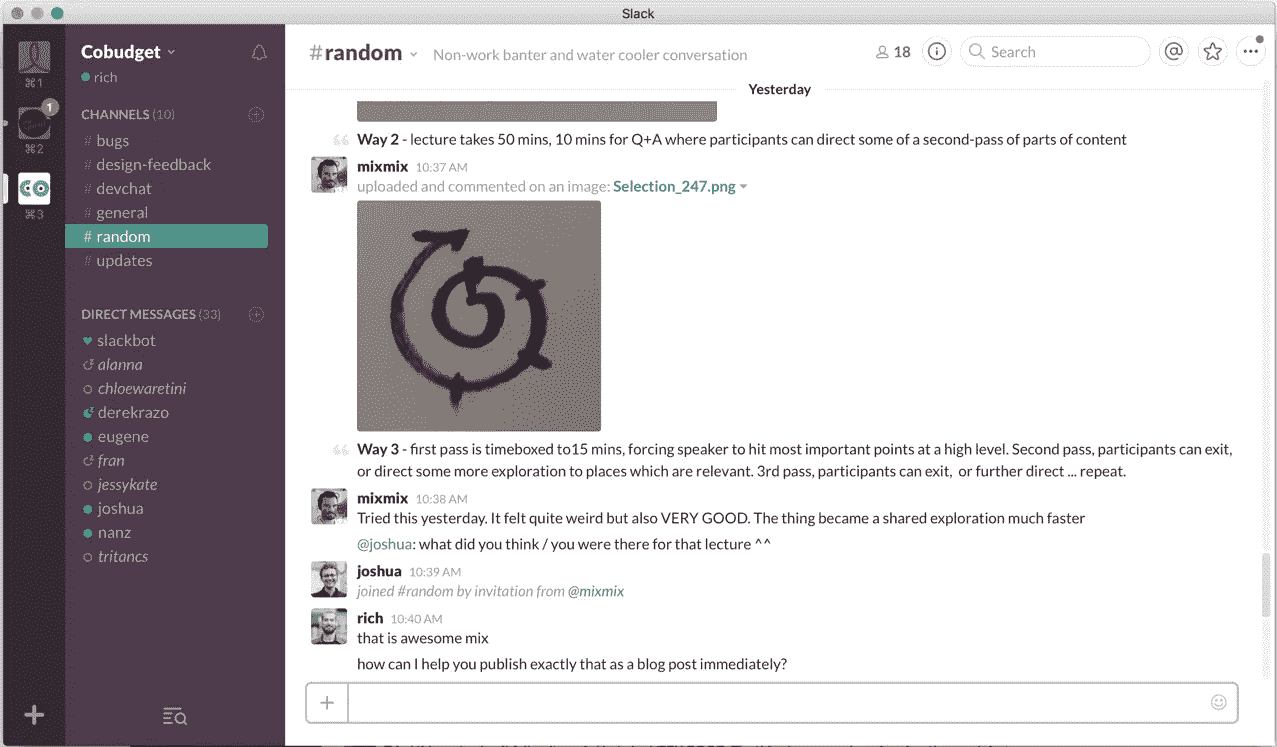 Slack
Cobudget
rich
⌘1
1
⌘2
⌘3
CHANNELS (10)
# bugs
# design-feedback
# devchat
# general
# random
# updates
DIRECT MESSAGES (33)
slackbot
alanna
chloewaretini
derekrazo
eugene
fran
jessykate
joshua
nanz
tritancs
#random
Non-work banter and water cooler conversation
18
Search
Yesterday
Way 2 - lecture takes 50 mins, 10 mins for Q+A where participants can direct some of a second-pass of parts of content
mixmix 10:37 AM
uploaded and commented on an image: Selection_247.png
Way 3 - first pass is timeboxed to15 mins, forcing speaker to hit most important points at a high level. Second pass, participants can exit,
or direct some more exploration to places which are relevant. 3rd pass, participants can exit, or further direct ... repeat.
mixmix 10:38 AM
Tried this yesterday. It felt quite weird but also VERY GOOD. The thing became a shared exploration much faster
@joshua: what did you think / you were there for that lecture ^^
joshua 10:39 AM
joined #random by invitation from @mixmix
rich 10:40 AM
that is awesome mix
how can I help you publish exactly that as a blog post immediately?